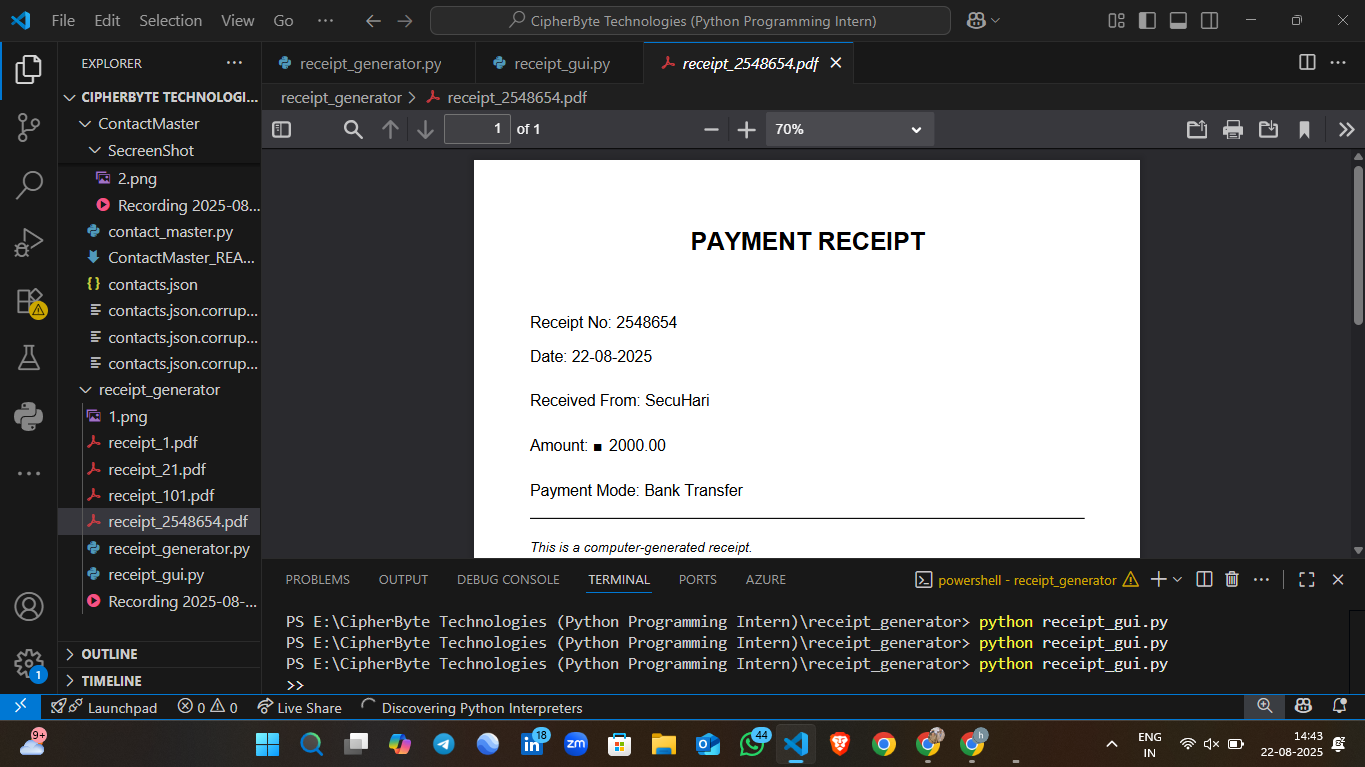 File Edit Selection View Go ··· CipherByte Technologies (Python Programming Intern)
EXPLORER ···
receipt_generator.py receipt_gui.py receipt_2548654.pdf
CIPHERBYTE TECHNOLOGI...
receipt_generator > receipt_2548654.pdf
ContactMaster
SecreenShot
2.png
Recording 2025-08...
contact_master.py
ContactMaster_REA...
contacts.json
contacts.json.corrup...
contacts.json.corrup...
contacts.json.corrup...
receipt_generator
1.png
receipt_1.pdf
receipt_21.pdf
receipt_101.pdf
receipt_2548654.pdf
receipt_generator.py
receipt_gui.py
Recording 2025-08-...
OUTLINE
TIMELINE
1
1 of 1 70%
PAYMENT RECEIPT
Receipt No: 2548654
Date: 22-08-2025
Received From: SecuHari
Amount: ■ 2000.00
Payment Mode: Bank Transfer
This is a computer-generated receipt.
PROBLEMS OUTPUT DEBUG CONSOLE TERMINAL PORTS AZURE powershell - receipt_generator
PS E:\CipherByte Technologies (Python Programming Intern)\receipt_generator> python receipt_gui.py
PS E:\CipherByte Technologies (Python Programming Intern)\receipt_generator> python receipt_gui.py
PS E:\CipherByte Technologies (Python Programming Intern)\receipt_generator> python receipt_gui.py
>>
Launchpad 0 0 Live Share Discovering Python Interpreters
9+ 18 zm 44 h ENG 14:43
IN 22-08-2025